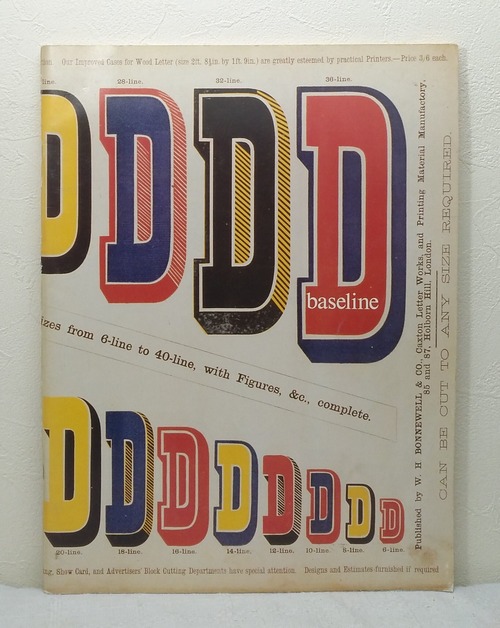 Our Improved Cases for Wood Letter (size 2ft. 8½in by 1ft. 9in.) are greatly esteemed by practical Printers.—Price 3/6 each.
line. 28-line. 32-line. 36-line.
D D D D
baseline
izes from 6-line to 40-line, with Figures, &c., complete.
D D D D D D D D
20-line. 18-line. 16-line. 14-line. 12-line. 10-line. 8-line. 6-line.
ing, Show Card, and Advertisers' Block Cutting Departments have special attention. Designs and Estimates furnished if required
Published by W. H. BONNEWELL & CO., Caxton Letter Works, and Printing Material Manufactory,
85 and 87, Holborn Hill, London.
CAN BE CUT TO ANY SIZE REQUIRED.